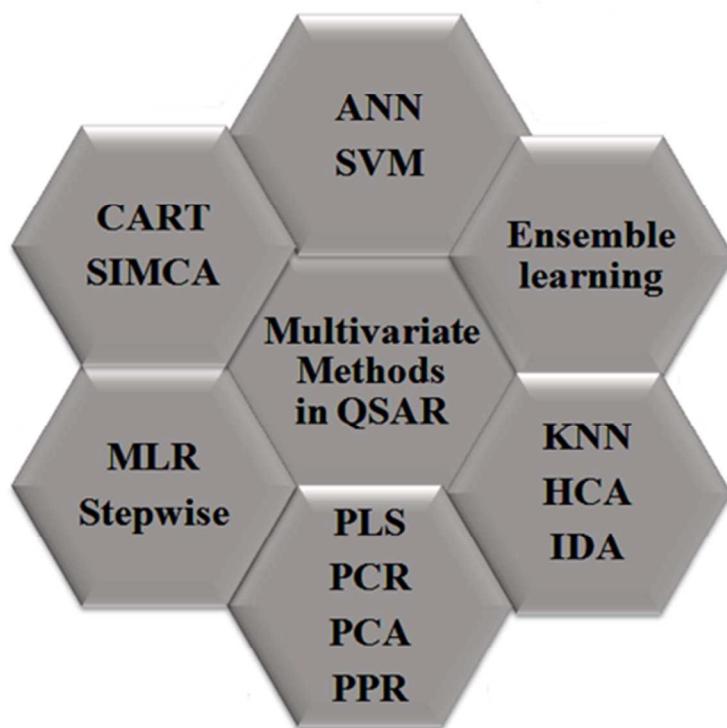 ANN
SVM
CART
SIMCA
Ensemble
learning
Multivariate
Methods
in QSAR
MLR
Stepwise
KNN
HCA
IDA
PLS
PCR
PCA
PPR